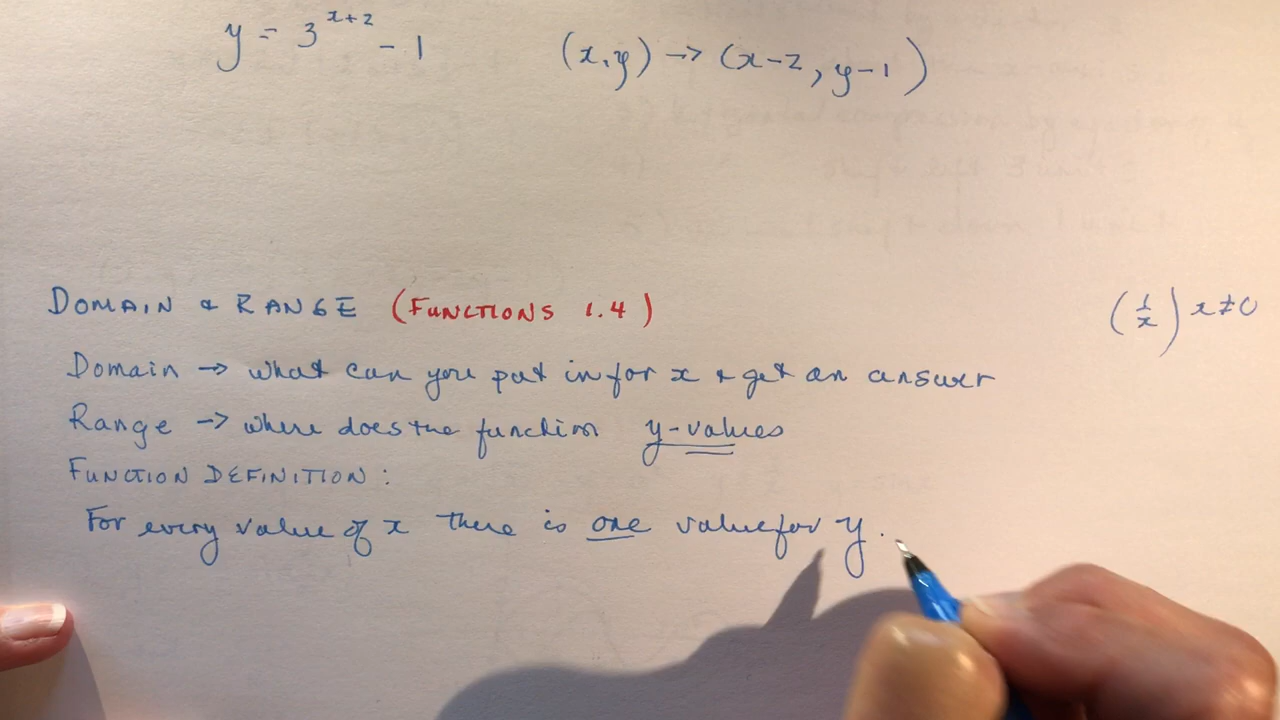 y = 3^{x+2} - 1    (x,y) → (x-2, y-1)
DOMAIN & RANGE (FUNCTIONS 1.4)    (1/x) x≠0
Domain → what can you put in for x & get an answer
Range → where does the function y-values
FUNCTION DEFINITION:
For every value of x there is one value for y.